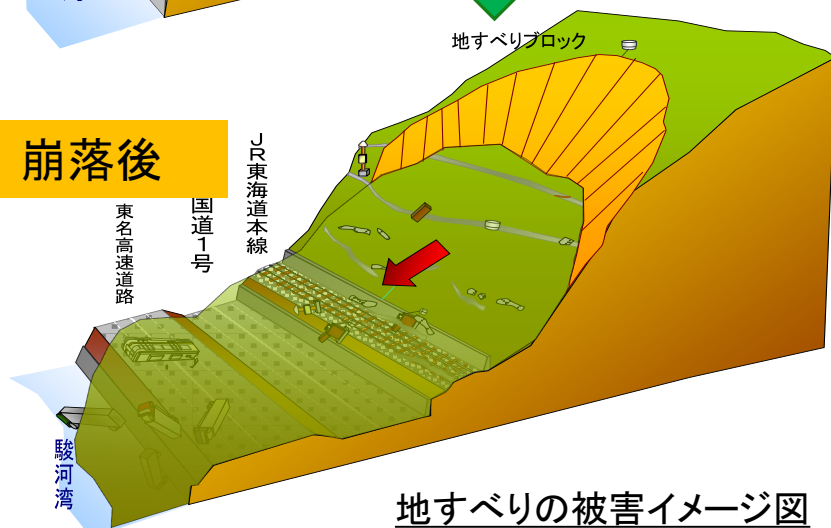 地すべりブロック
崩落後
JR東海道本線
国道1号
東名高速道路
駿河湾
地すべりの被害イメージ図